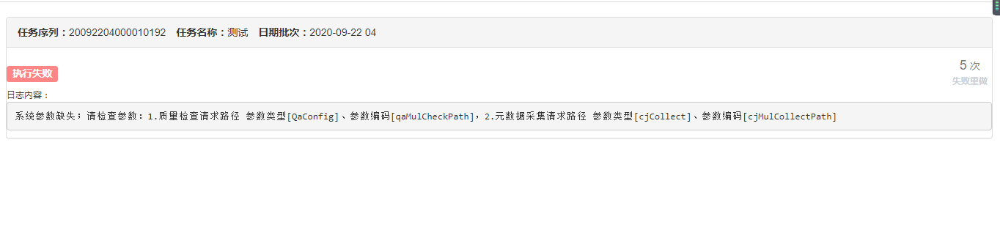 任务序列：20092204000010192 任务名称：测试 日期批次：2020-09-22 04
5 次
执行失败
失败重做
日志内容：
系统参数缺失；请检查参数：1.质量检查请求路径 参数类型[QaConfig]、参数编码[qaMulCheckPath]，2.元数据采集请求路径 参数类型[cjCollect]、参数编码[cjMulCollectPath]